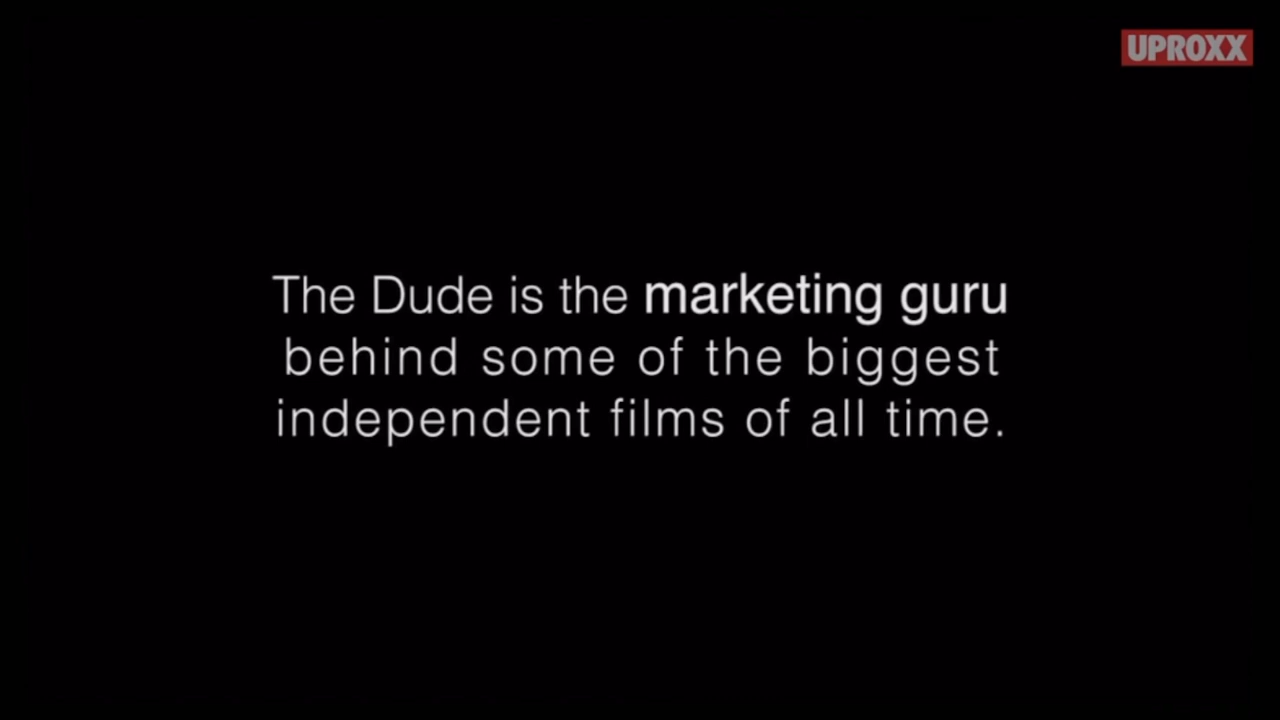 UPROXX
The Dude is the marketing guru
behind some of the biggest
independent films of all time.